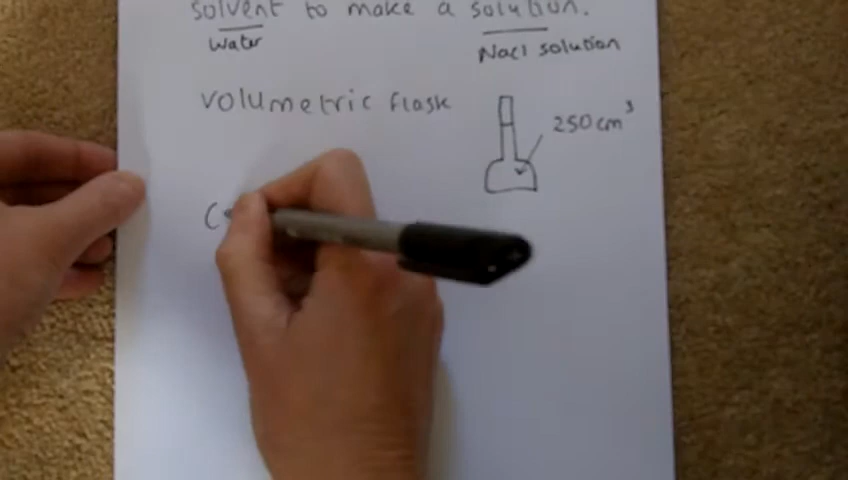 solvent to make a solution.
Water NaCl solution
volumetric flask
250cm³